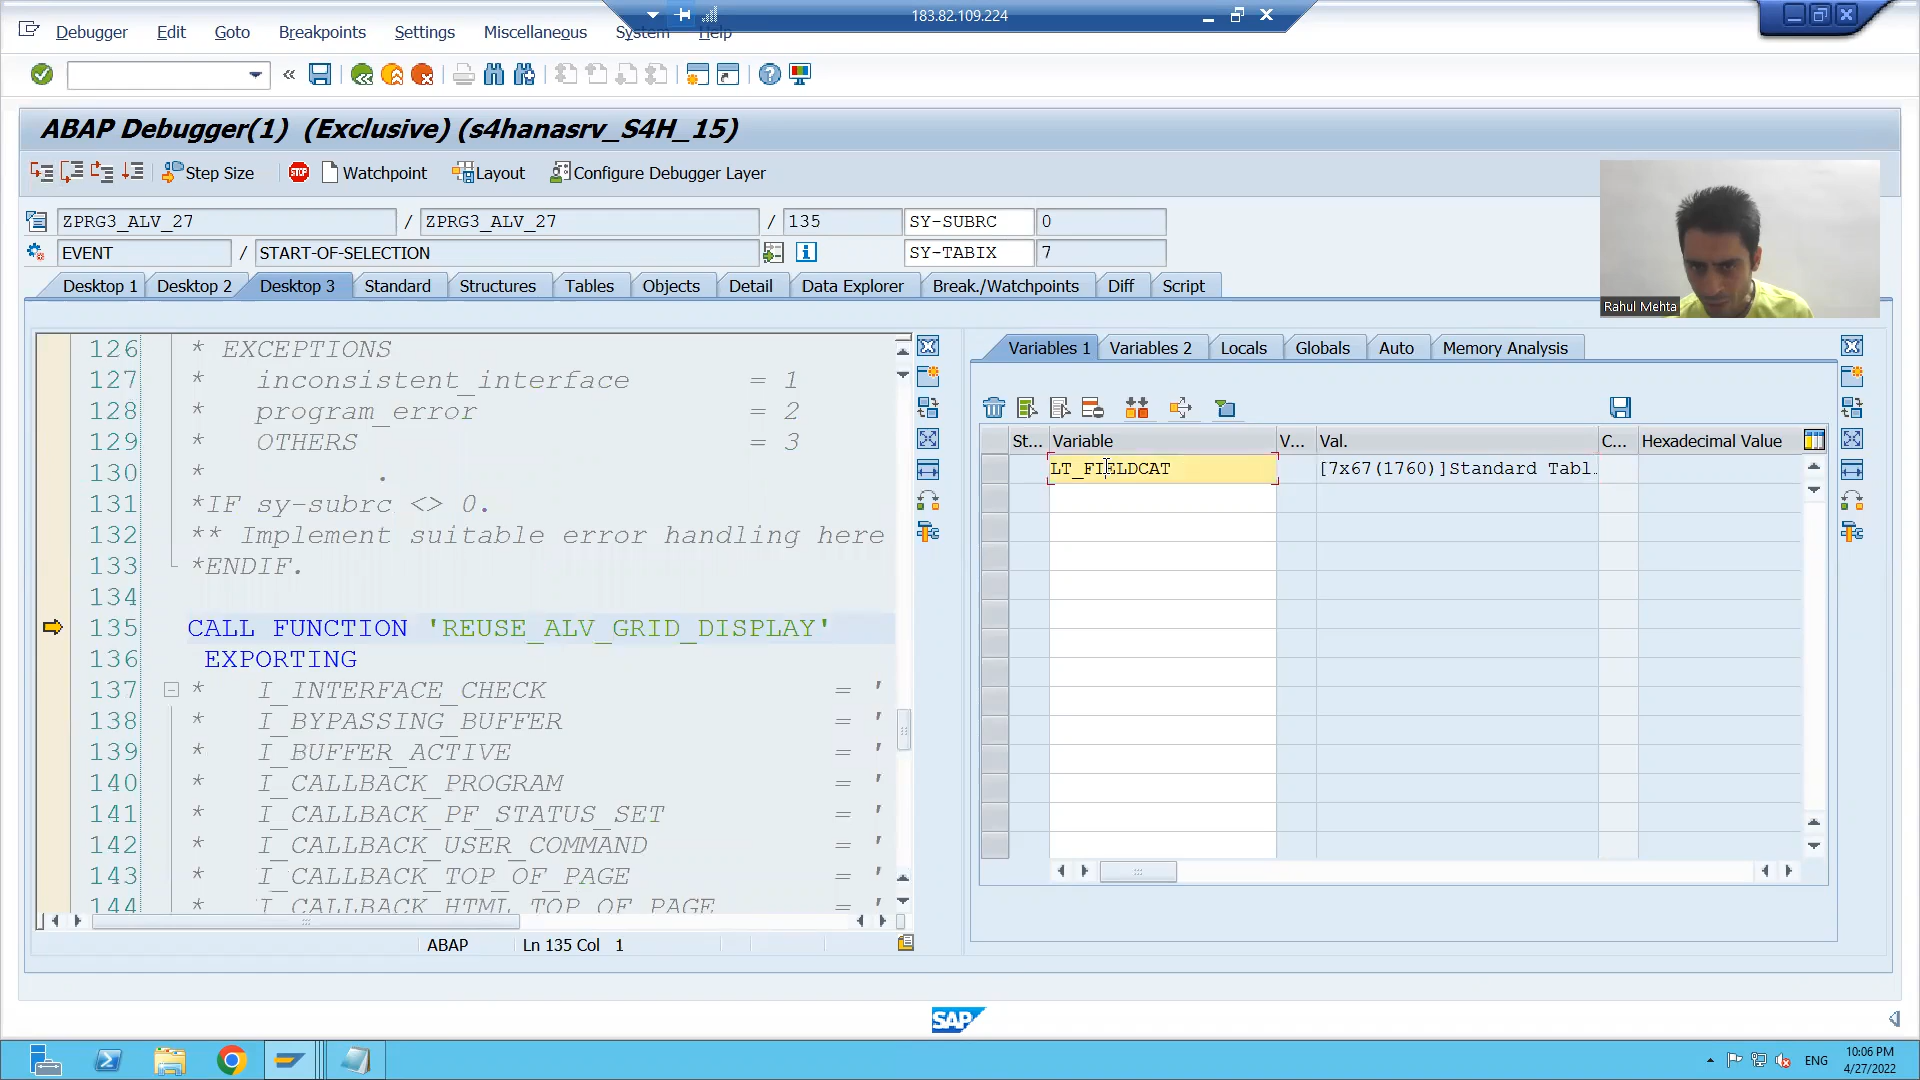 183.82.109.224
Debugger Edit Goto Breakpoints Settings Miscellaneous System Help
ABAP Debugger(1) (Exclusive) (s4hanasrv_S4H_15)
Step Size STOP Watchpoint Layout Configure Debugger Layer
ZPRG3_ALV_27 / ZPRG3_ALV_27 / 135 SY-SUBRC 0
EVENT / START-OF-SELECTION SY-TABIX 7
Rahul Mehta
Desktop 1 Desktop 2 Desktop 3 Standard Structures Tables Objects Detail Data Explorer Break./Watchpoints Diff Script
126 * EXCEPTIONS
127 * inconsistent_interface = 1
128 * program_error = 2
129 * OTHERS = 3
130 * .
131 *IF sy-subrc <> 0.
132 ** Implement suitable error handling here
133 *ENDIF.
134
135 CALL FUNCTION 'REUSE_ALV_GRID_DISPLAY'
136 EXPORTING
137 * I_INTERFACE_CHECK = '
138 * I_BYPASSING_BUFFER = '
139 * I_BUFFER_ACTIVE = '
140 * I_CALLBACK_PROGRAM = '
141 * I_CALLBACK_PF_STATUS_SET = '
142 * I_CALLBACK_USER_COMMAND = '
143 * I_CALLBACK_TOP_OF_PAGE = '
144 * I_CALLBACK_HTML_TOP_OF_PAGE = '
ABAP Ln 135 Col 1
Variables 1 Variables 2 Locals Globals Auto Memory Analysis
St... Variable V... Val. C... Hexadecimal Value
LT_FIELDCAT [7x67(1760)]Standard Tabl.
SAP
ENG
10:06 PM
4/27/2022